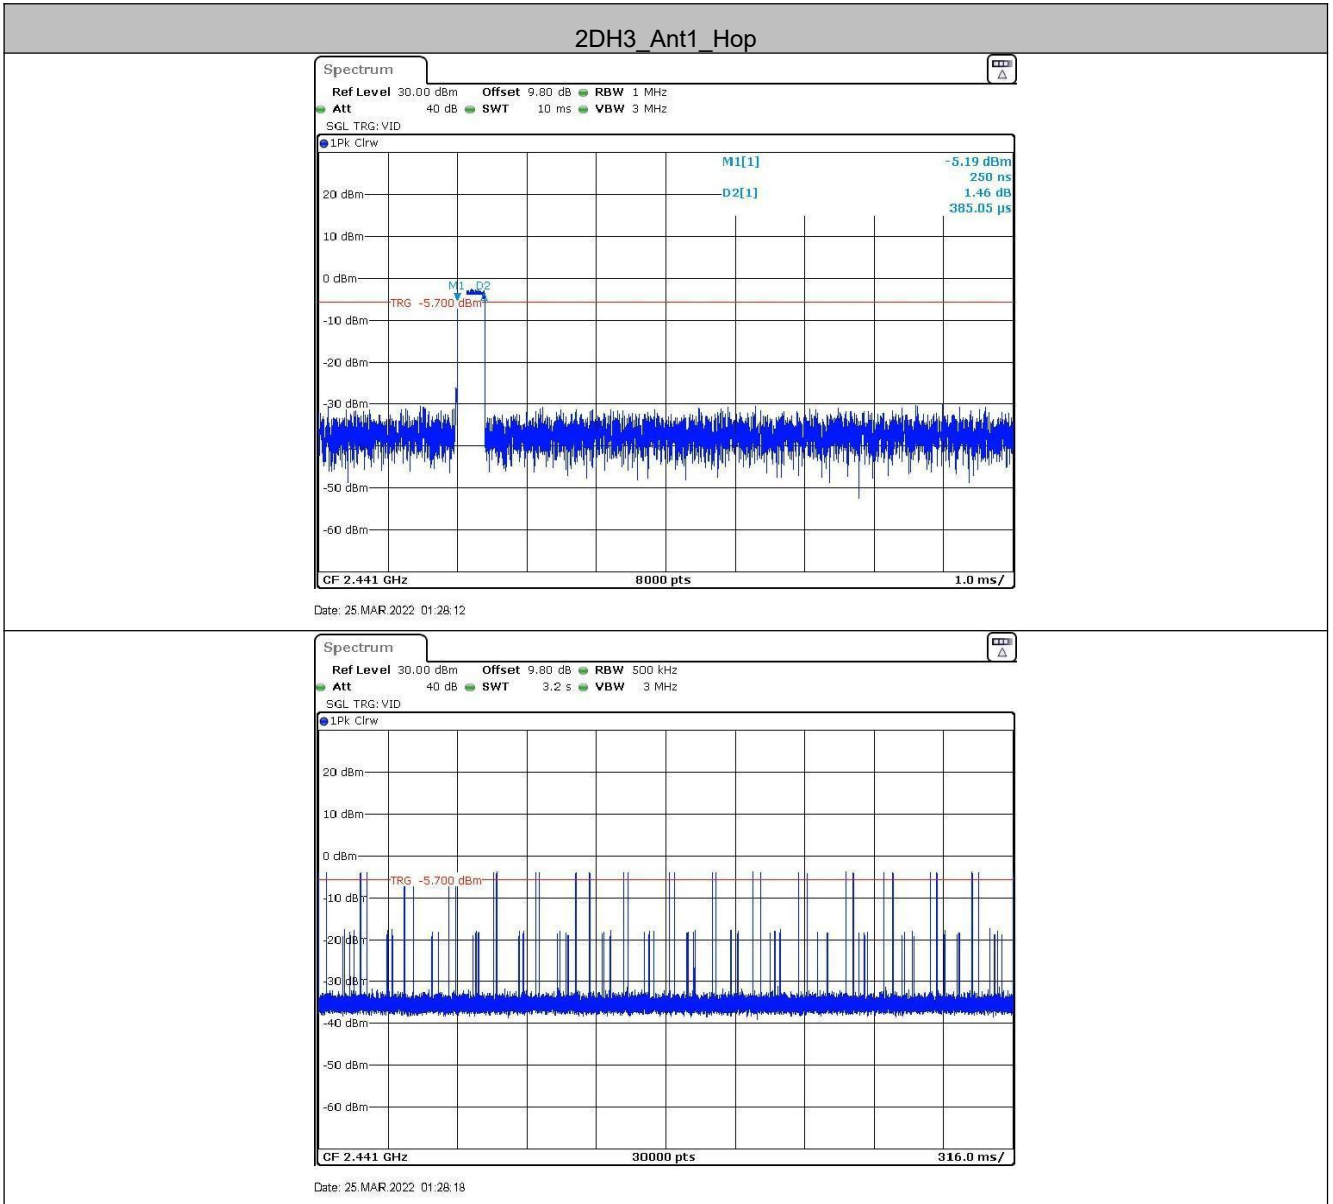 2DH3_Ant1_Hop
Spectrum
Ref Level 30.00 dBm Offset 9.80 dB RBW 1 MHz
Att 40 dB SWT 10 ms VBW 3 MHz
SGL TRG: VID
1Pk Clrw
M1[1] -5.19 dBm
250 ns
20 dBm D2[1] 1.46 dB
385.05 µs
10 dBm
0 dBm
M1 D2
TRG -5.700 dBm
-10 dBm
-20 dBm
-30 dBm
-50 dBm
-60 dBm
CF 2.441 GHz 8000 pts 1.0 ms/
Date: 25.MAR.2022 01:28:12
Spectrum
Ref Level 30.00 dBm Offset 9.80 dB RBW 500 kHz
Att 40 dB SWT 3.2 s VBW 3 MHz
SGL TRG: VID
1Pk Clrw
20 dBm
10 dBm
0 dBm
TRG -5.700 dBm
-10 dBm
-20 dBm
-30 dBm
-40 dBm
-50 dBm
-60 dBm
CF 2.441 GHz 30000 pts 316.0 ms/
Date: 25.MAR.2022 01:28:18